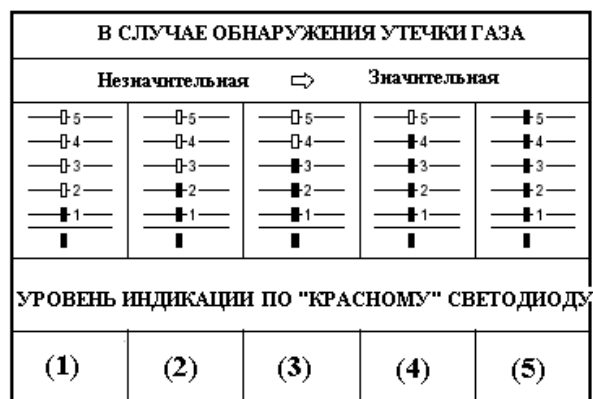 В СЛУЧАЕ ОБНАРУЖЕНИЯ УТЕЧКИ ГАЗА
Незначительная ⇨ Значительная
5 5 5 5 5
4 4 4 4 4
3 3 3 3 3
2 2 2 2 2
1 1 1 1 1
УРОВЕНЬ ИНДИКАЦИИ ПО "КРАСНОМУ" СВЕТОДИОДУ
(1) (2) (3) (4) (5)